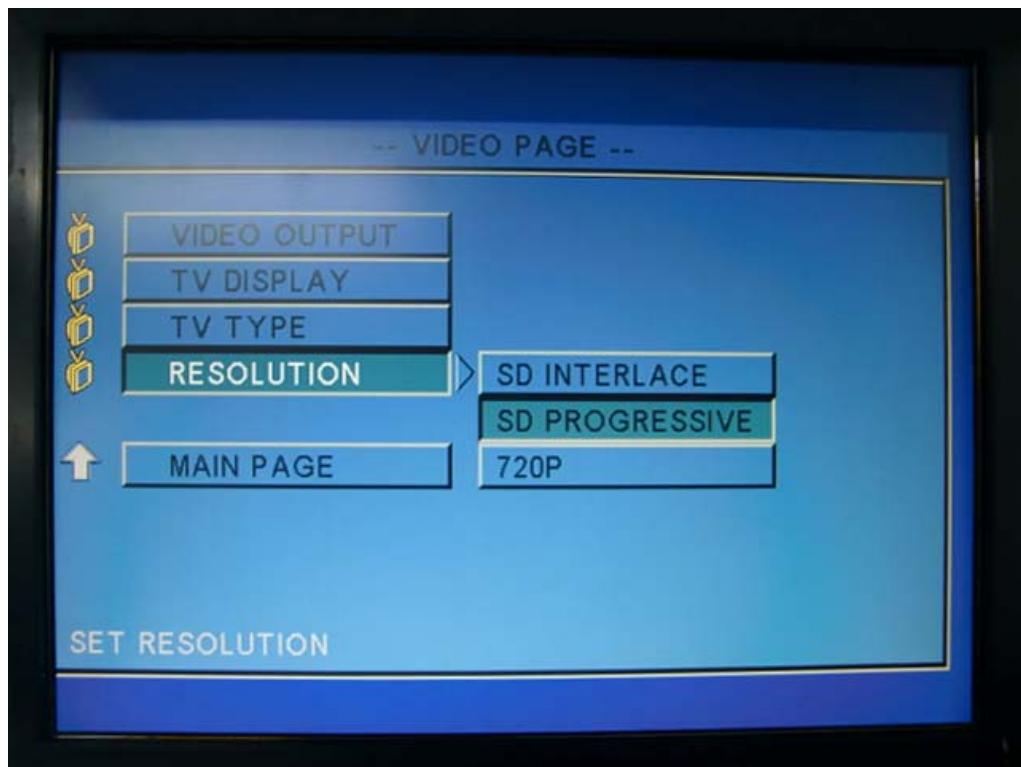 -- VIDEO PAGE --
VIDEO OUTPUT
TV DISPLAY
TV TYPE
RESOLUTION
SD INTERLACE
SD PROGRESSIVE
MAIN PAGE
720P
SET RESOLUTION